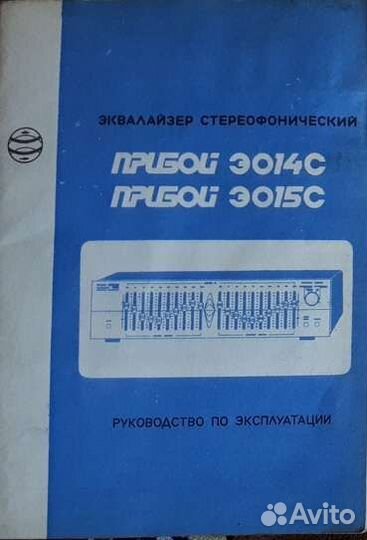 ЭКВАЛАЙЗЕР СТЕРЕОФОНИЧЕСКИЙ
ПРИБОЙ Э014С
ПРИБОЙ Э015С
РУКОВОДСТВО ПО ЭКСПЛУАТАЦИИ
Avito